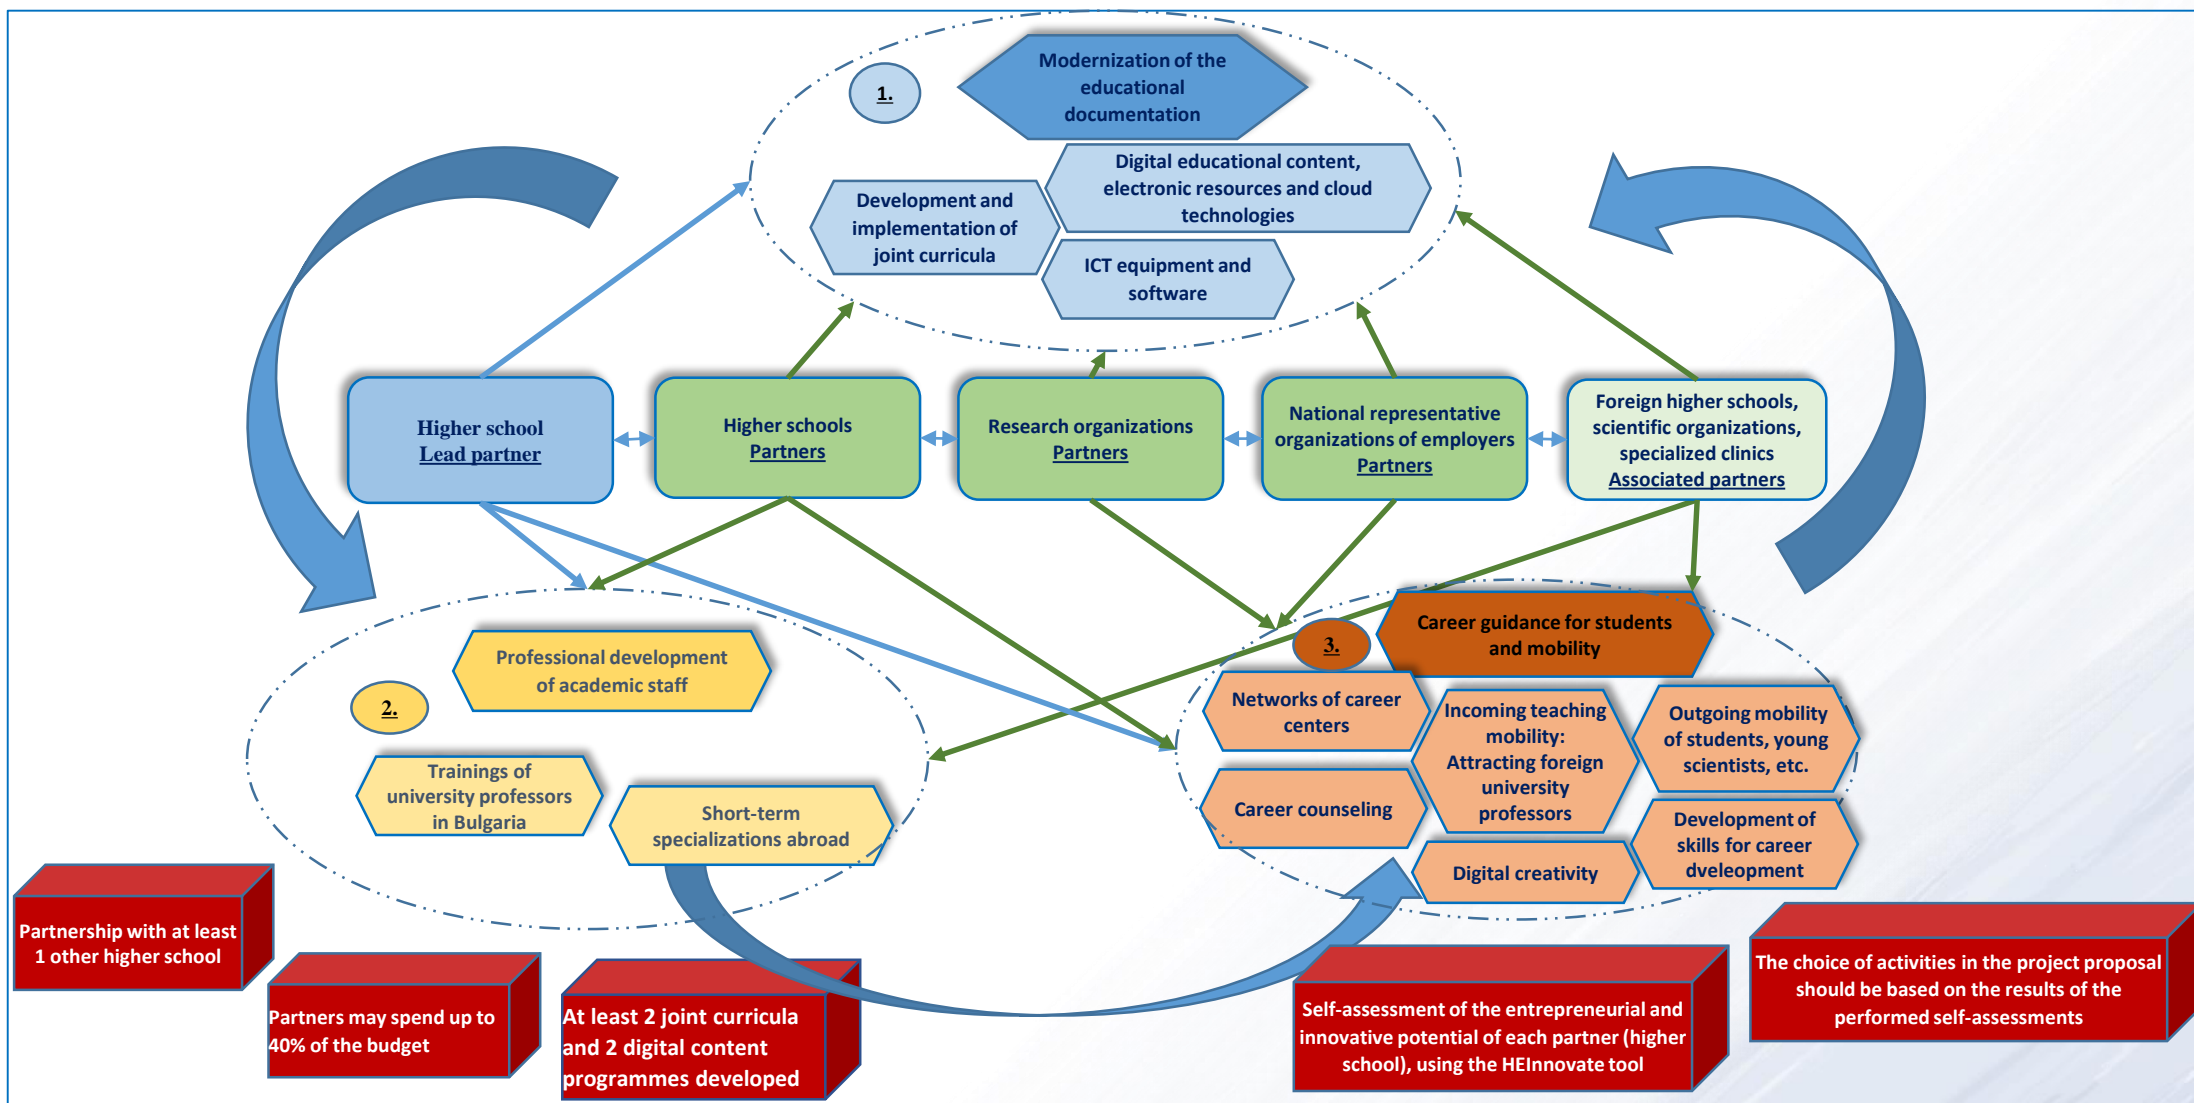 1.
Modernization of the
educational
documentation
Digital educational content,
electronic resources and cloud
technologies
Development and
implementation of
joint curricula
ICT equipment and
software
Higher school
Lead partner
Higher schools
Partners
Research organizations
Partners
National representative
organizations of employers
Partners
Foreign higher schools,
scientific organizations,
specialized clinics
Associated partners
2.
Professional development
of academic staff
Trainings of
university professors
in Bulgaria
Short-term
specializations abroad
3.
Career guidance for students
and mobility
Networks of career
centers
Incoming teaching
mobility:
Attracting foreign
university
professors
Outgoing mobility
of students, young
scientists, etc.
Career counseling
Development of
skills for career
dveleopment
Digital creativity
Partnership with at least
1 other higher school
Partners may spend up to
40% of the budget
At least 2 joint curricula
and 2 digital content
programmes developed
Self-assessment of the entrepreneurial and
innovative potential of each partner (higher
school), using the HEInnovate tool
The choice of activities in the project proposal
should be based on the results of the
performed self-assessments